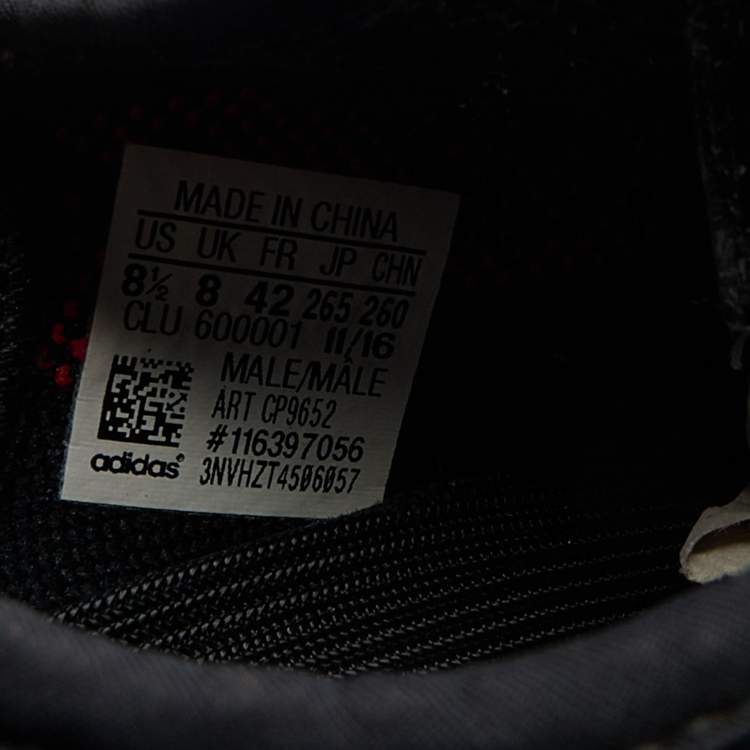 MADE IN CHINA
US UK FR JP CHN
8½ 8 42 265 260
CLU 600001 11/16
MALE/MÂLE
ART CP9652
#116397056
adidas® 3NVHZT4506057